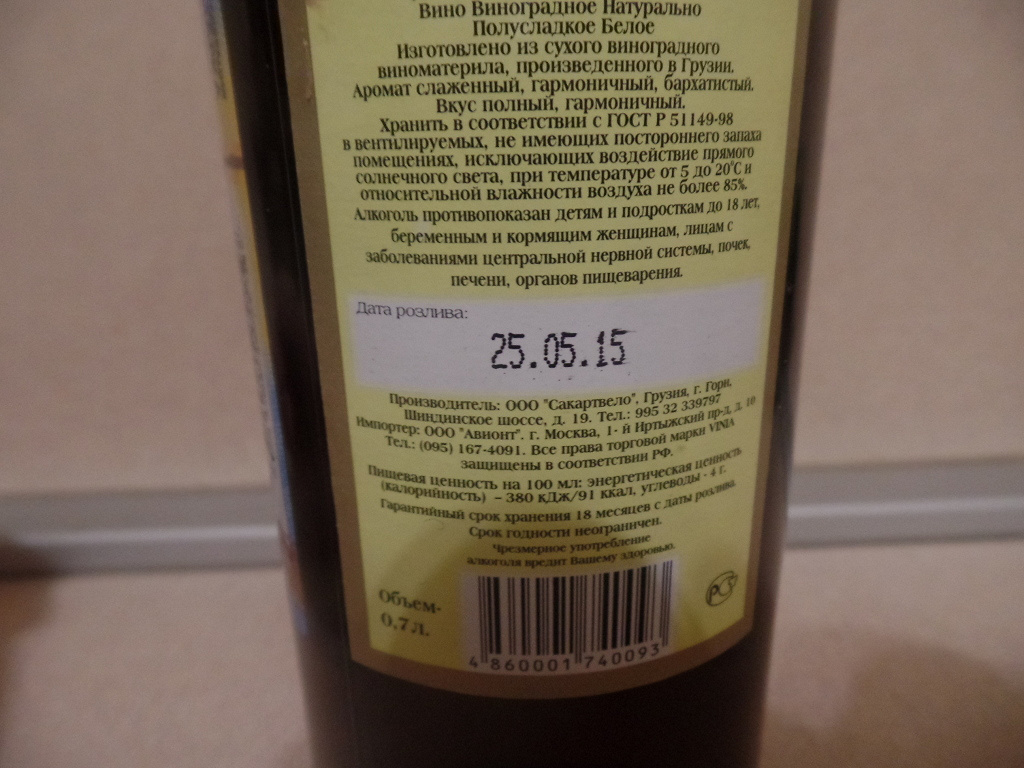 Вино Виноградное Натурально
Полусладкое Белое
Изготовлено из сухого виноградного
виноматерила, произведенного в Грузии.
Аромат слаженный, гармоничный, бархатистый.
Вкус полный, гармоничный.
Хранить в соответствии с ГОСТ Р 51149-98
в вентилируемых, не имеющих постороннего запаха
помещениях, исключающих воздействие прямого
солнечного света, при температуре от 5 до 20°С и
относительной влажности воздуха не более 85%.
Алкоголь противопоказан детям и подросткам до 18 лет,
беременным и кормящим женщинам, лицам с
заболеваниями центральной нервной системы, почек,
печени, органов пищеварения.
Дата розлива:
25.05.15
Производитель: ООО "Сакартвело", Грузия, г. Гори,
Шиндинское шоссе, д. 19. Тел.: 995 32 339797
Импортер: ООО "Авионт". г. Москва, 1- й Иртыжский пр-д, д. 10
Тел.: (095) 167-4091. Все права торговой марки VINIA
защищены в соответствии РФ.
Пищевая ценность на 100 мл: энергетическая ценность
(калорийность) – 380 кДж/91 ккал, углеводы - 4 г.
Гарантийный срок хранения 18 месяцев с даты розлива.
Срок годности неограничен.
Чрезмерное употребление
алкоголя вредит Вашему здоровью.
Объем-
0,7 л.
РСТ
4 860001 740093